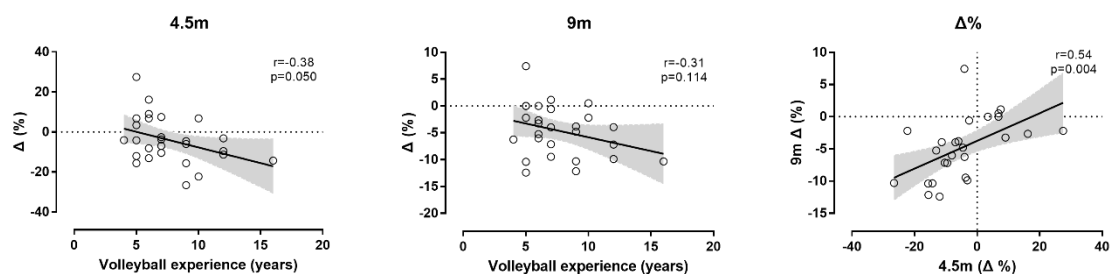 4.5m
r=-0.38
p=0.050
Δ (%)
40
20
0
-20
-40
0 5 10 15 20
Volleyball experience (years)
9m
r=-0.31
p=0.114
Δ (%)
10
5
0
-5
-10
-15
-20
0 5 10 15 20
Volleyball experience (years)
Δ%
r=0.54
p=0.004
9m Δ (%)
10
5
0
-5
-10
-15
-40 -20 0 20 40
4.5m (Δ %)